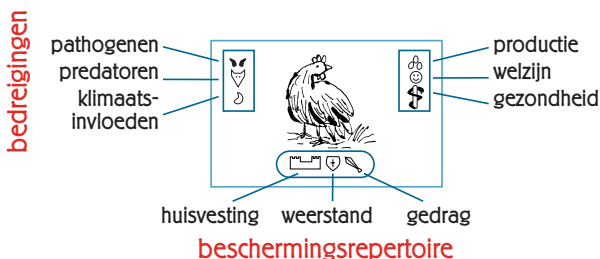 bedreigingen
pathogenen
predatoren
klimaats-
invloeden
productie
welzijn
gezondheid
huisvesting weerstand gedrag
beschermingsrepertoire